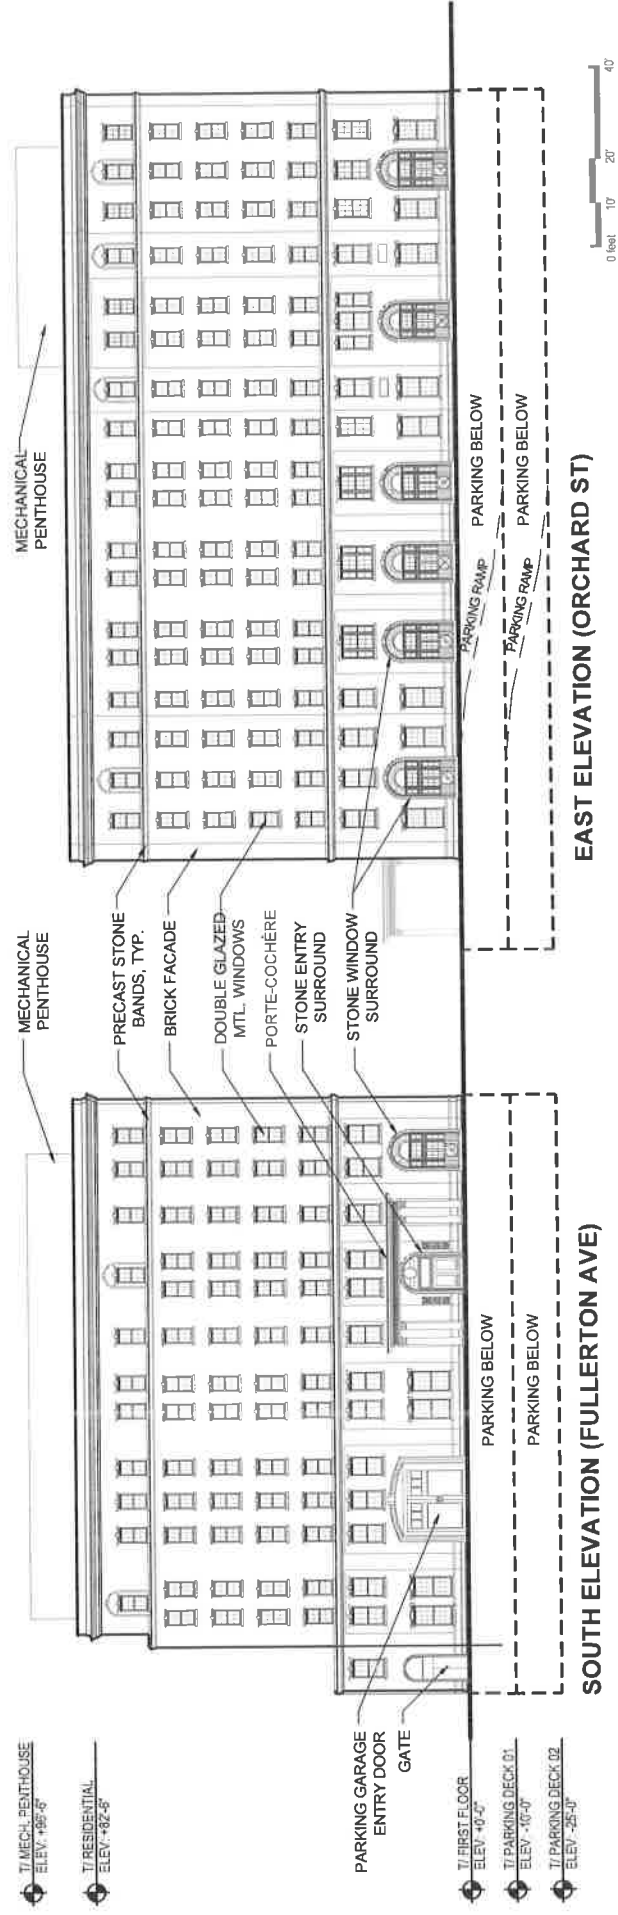 T/ MECH. PENTHOUSE
ELEV: +96'-6"
T/ RESIDENTIAL
ELEV: +82'-6"
T/ FIRST FLOOR
ELEV: +0'-0"
T/ PARKING DECK 01
ELEV: -10'-0"
T/ PARKING DECK 02
ELEV: -25'-0"
PARKING GARAGE
ENTRY DOOR
GATE
MECHANICAL
PENTHOUSE
PRECAST STONE
BANDS, TYP.
BRICK FACADE
DOUBLE GLAZED
MTL. WINDOWS
PORTE-COCHÈRE
STONE ENTRY
SURROUND
STONE WINDOW
SURROUND
PARKING BELOW
PARKING BELOW
SOUTH ELEVATION (FULLERTON AVE)
MECHANICAL
PENTHOUSE
PARKING RAMP
PARKING BELOW
PARKING RAMP
PARKING BELOW
EAST ELEVATION (ORCHARD ST)
0 feet 10' 20' 40'